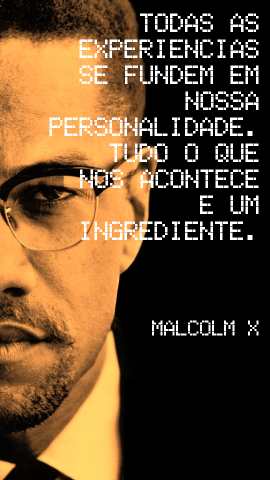 TODAS AS
EXPERIENCIAS
SE FUNDEM EM
NOSSA
PERSONALIDADE.
TUDO O QUE
NOS ACONTECE
E UM
INGREDIENTE.
MALCOLM X